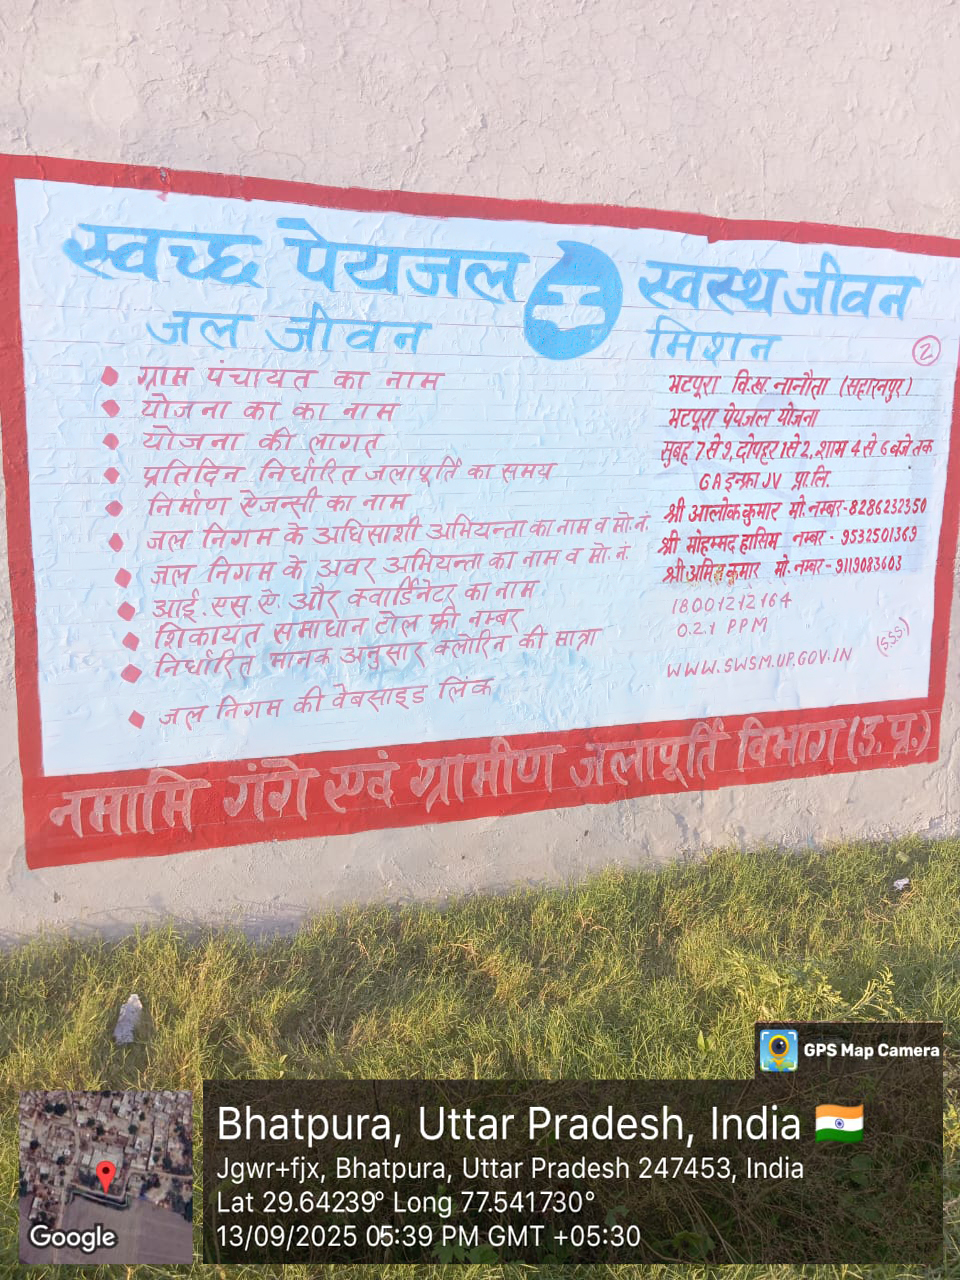 स्वच्छ पेयजल स्वस्थ जीवन
जल जीवन मिशन
2
ग्राम पंचायत का नाम भटपूरा वि.ख. नानौता (सहारनपुर)
योजना का का नाम भटपूरा पेयजल योजना
योजना की लागत
प्रतिदिन निर्धारित जलापूर्ति का समय सुबह 7 से 9, दोपहर 1 से 2, शाम 4 से 6 बजे तक
निर्माण ऐजन्सी का नाम GA इन्फ्रा JV प्रा.लि.
जल निगम के अधिसाशी अभियन्ता का नाम व मो.नं. श्री आलोक कुमार मो. नम्बर-8286232350
जल निगम के अवर अभियन्ता का नाम व मो.नं. श्री मोहम्मद हासिम नम्बर - 9532501369
आई.एस.ऐ. और क्वार्डिनेटर का नाम श्री अमित कुमार मो. नम्बर - 9119083603
शिकायत समाधान टोल फ्री नम्बर 18001212164
निर्धारित मानक अनुसार क्लोरिन की मात्रा 0.21 PPM
जल निगम की वेबसाइड लिंक WWW.SWSM.UP.GOV.IN
(S.S.S.)
नमामि गंगे एवं ग्रामीण जलापूर्ति विभाग (उ.प्र.)
GPS Map Camera
Bhatpura, Uttar Pradesh, India
Jgwr+fjx, Bhatpura, Uttar Pradesh 247453, India
Lat 29.64239° Long 77.541730°
13/09/2025 05:39 PM GMT +05:30
Google